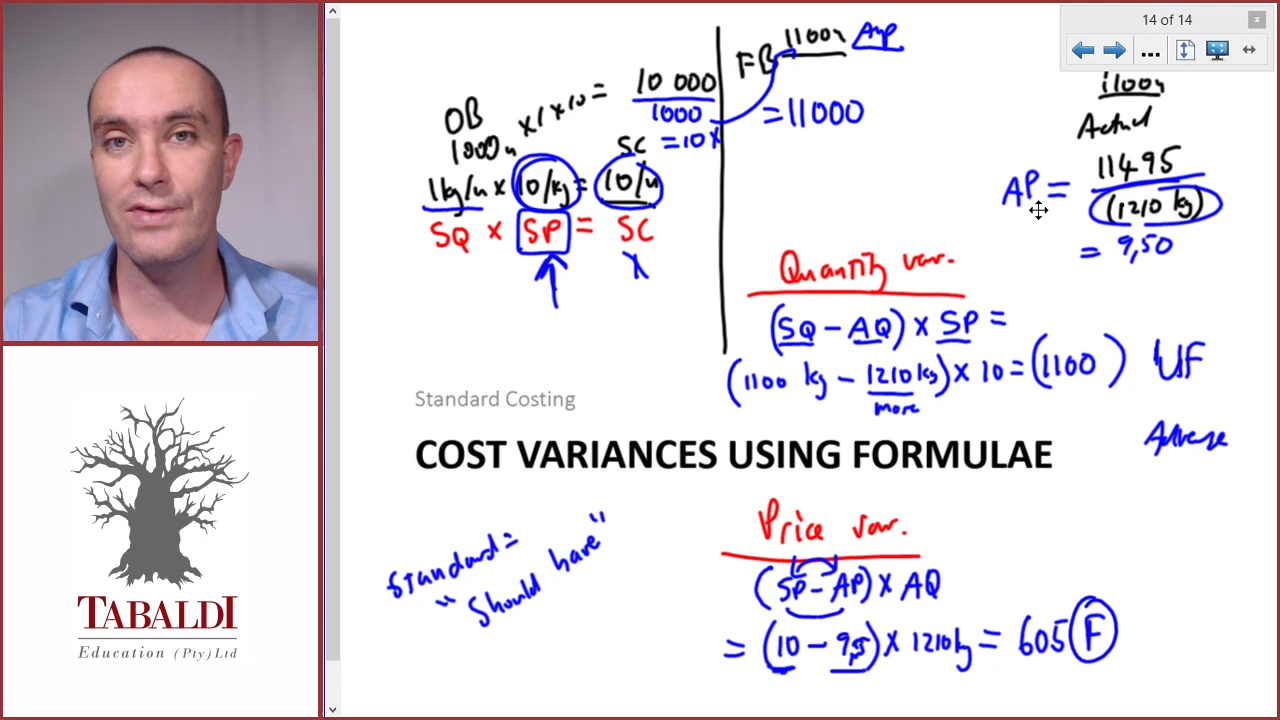 14 of 14
OB
1000u × 1 × 10 = 10 000
1000
SC = 10 x
1kg/u × 10/kg = 10/u
SQ × SP = SC
x
FB 1100u Amp
= 11000
1100u
Actual
11495
AP = (1210 kg)
= 9,50
Quantity var.
(SQ - AQ) × SP =
(1100 kg - 1210 kg) × 10 = (1100) UF
more
Adverse
Standard Costing
COST VARIANCES USING FORMULAE
Standard =
"Should have"
Price var.
(SP - AP) × AQ
= (10 - 9,5) × 1210kg = 605 F
TABALDI
Education (Pty) Ltd